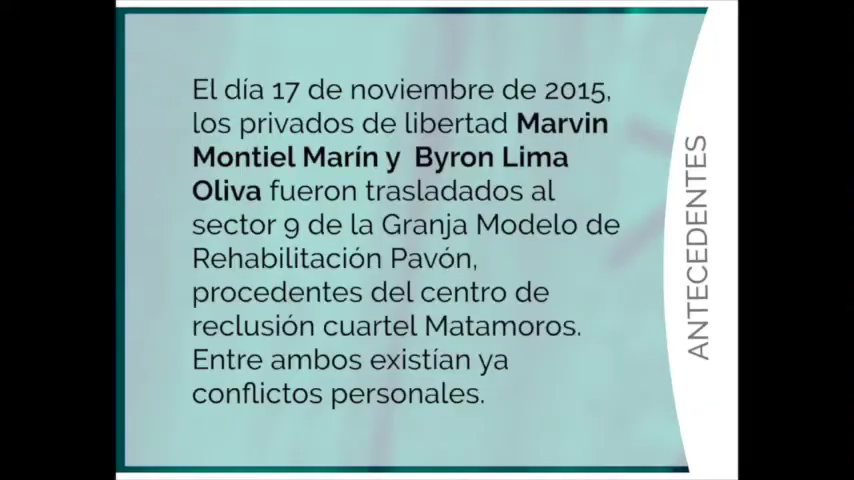 El día 17 de noviembre de 2015,
los privados de libertad Marvin
Montiel Marín y Byron Lima
Oliva fueron trasladados al
sector 9 de la Granja Modelo de
Rehabilitación Pavón,
procedentes del centro de
reclusión cuartel Matamoros.
Entre ambos existían ya
conflictos personales.
ANTECEDENTES